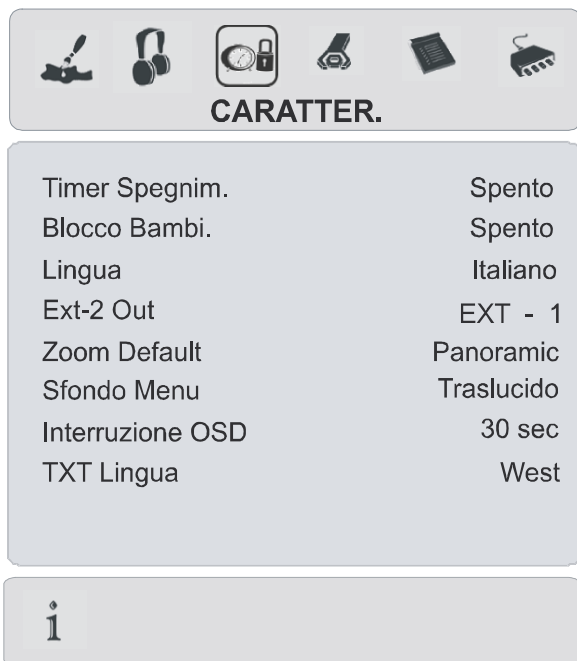 CARATTER.
Timer Spegnim. Spento
Blocco Bambi. Spento
Lingua Italiano
Ext-2 Out EXT - 1
Zoom Default Panoramic
Sfondo Menu Traslucido
Interruzione OSD 30 sec
TXT Lingua West
i